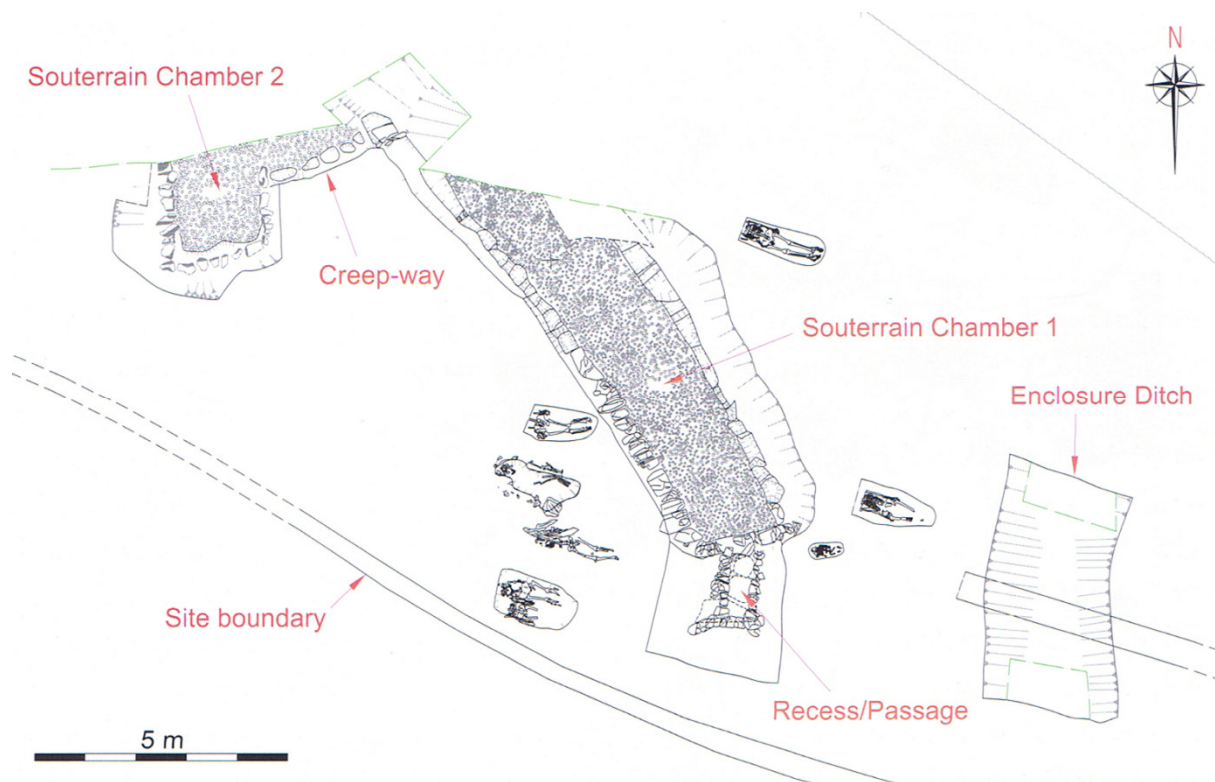 N
Souterrain Chamber 2
Creep-way
Souterrain Chamber 1
Enclosure Ditch
Site boundary
Recess/Passage
5 m